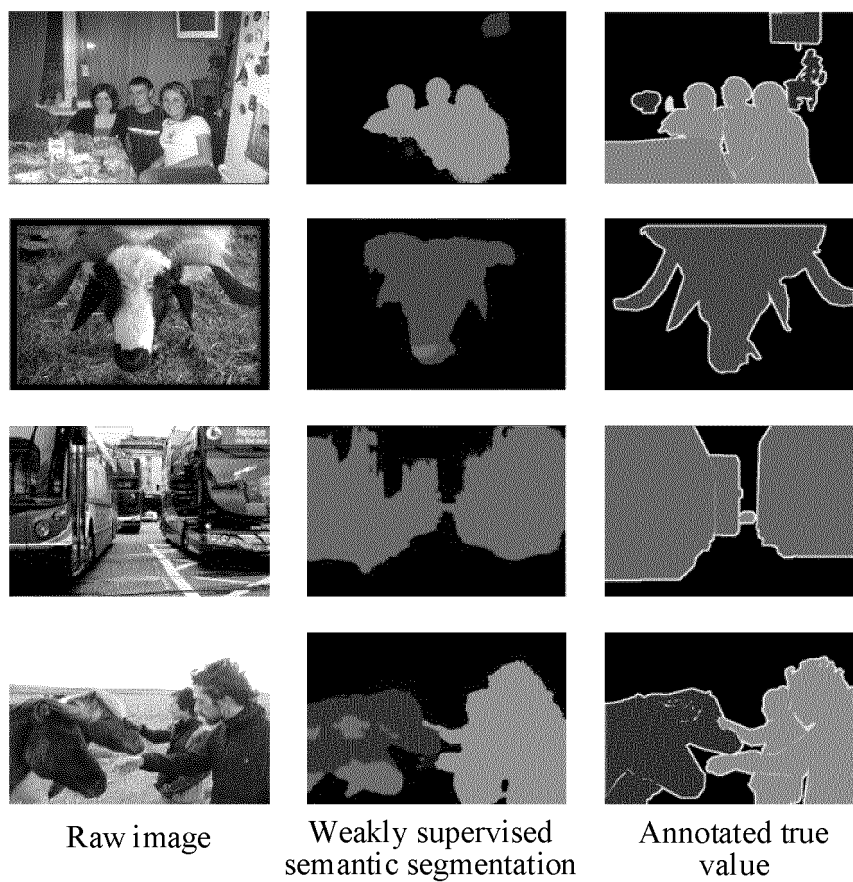 Raw image
Weakly supervised
semantic segmentation
Annotated true
value